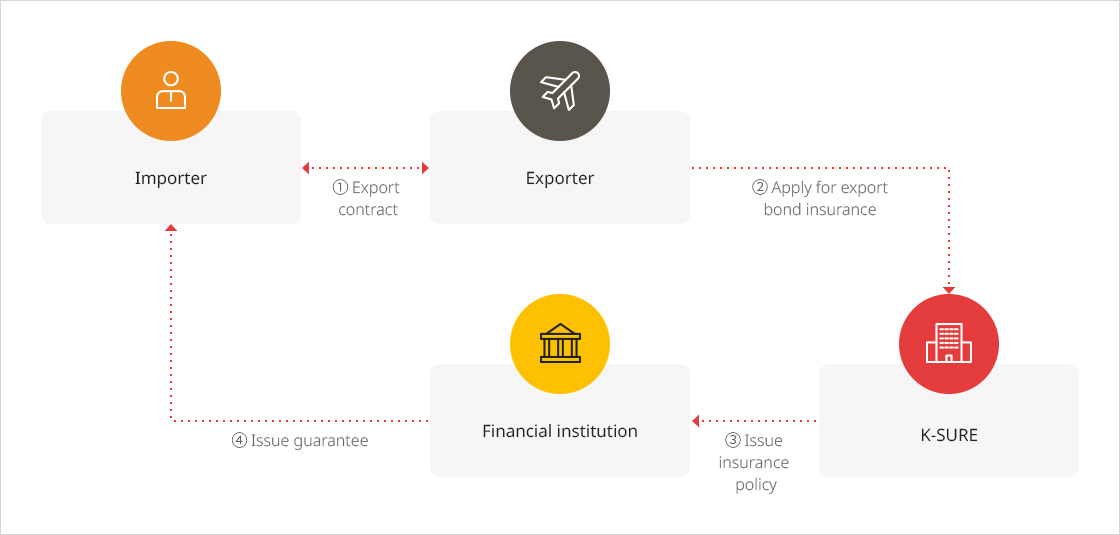 Importer
① Export
contract
Exporter
② Apply for export
bond insurance
④ Issue guarantee
Financial institution
③ Issue
insurance
policy
K-SURE